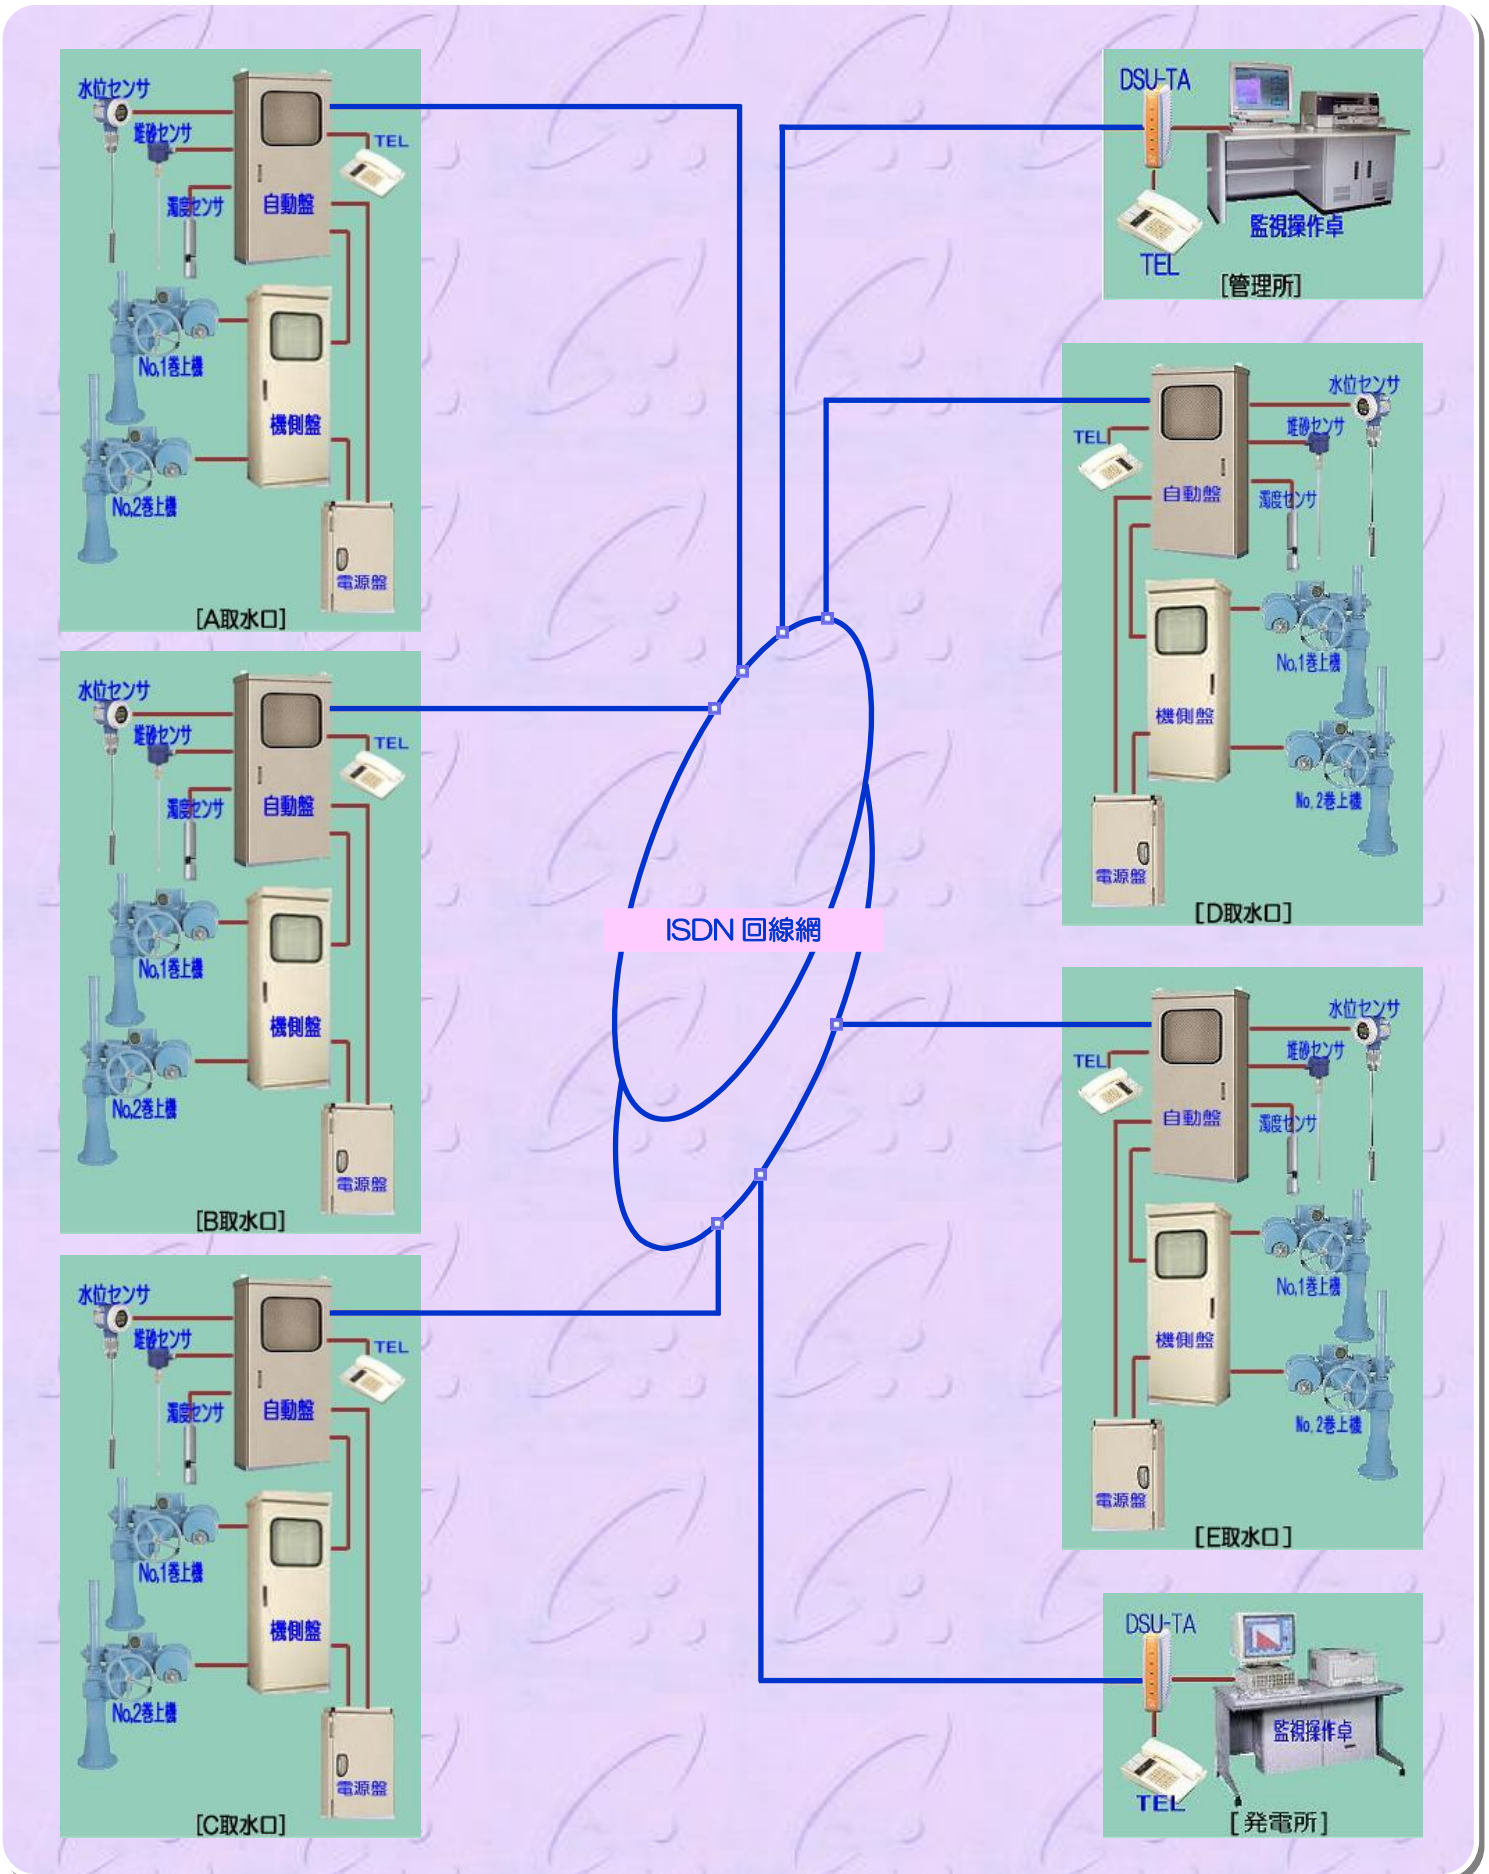 水位センサ
堆砂センサ
TEL
濁度センサ
自動盤
No,1巻上機
機側盤
No,2巻上機
電源盤
[A取水口]
水位センサ
堆砂センサ
TEL
濁度センサ
自動盤
No,1巻上機
機側盤
No,2巻上機
電源盤
[B取水口]
水位センサ
堆砂センサ
TEL
濁度センサ
自動盤
No,1巻上機
機側盤
No,2巻上機
電源盤
[C取水口]
ISDN 回線網
DSU-TA
監視操作卓
TEL
[管理所]
水位センサ
堆砂センサ
TEL
自動盤
濁度センサ
No,1巻上機
機側盤
No.2巻上機
電源盤
[D取水口]
水位センサ
堆砂センサ
TEL
自動盤
濁度センサ
No,1巻上機
機側盤
No.2巻上機
電源盤
[E取水口]
DSU-TA
監視操作卓
TEL
[発電所]